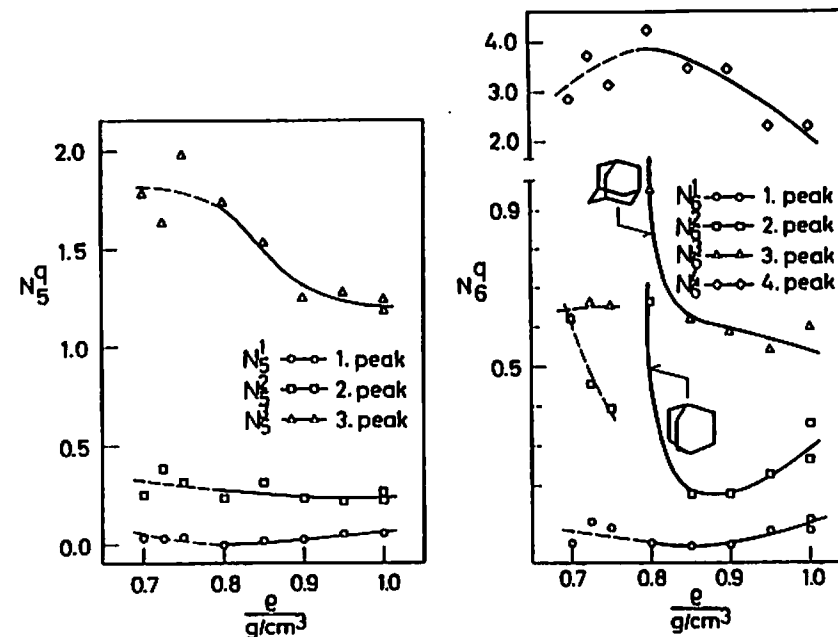 2.0
1.5
1.0
0.5
0.0
N₅^q
N₅¹ 1. peak
N₅² 2. peak
N₅³ 3. peak
0.7 0.8 0.9 1.0
ρ
g/cm³
4.0
3.0
2.0
0.9
0.5
N₆^q
N₅¹ 1. peak
N₆² 2. peak
N₆³ 3. peak
N₆⁴ 4. peak
0.7 0.8 0.9 1.0
ρ
g/cm³